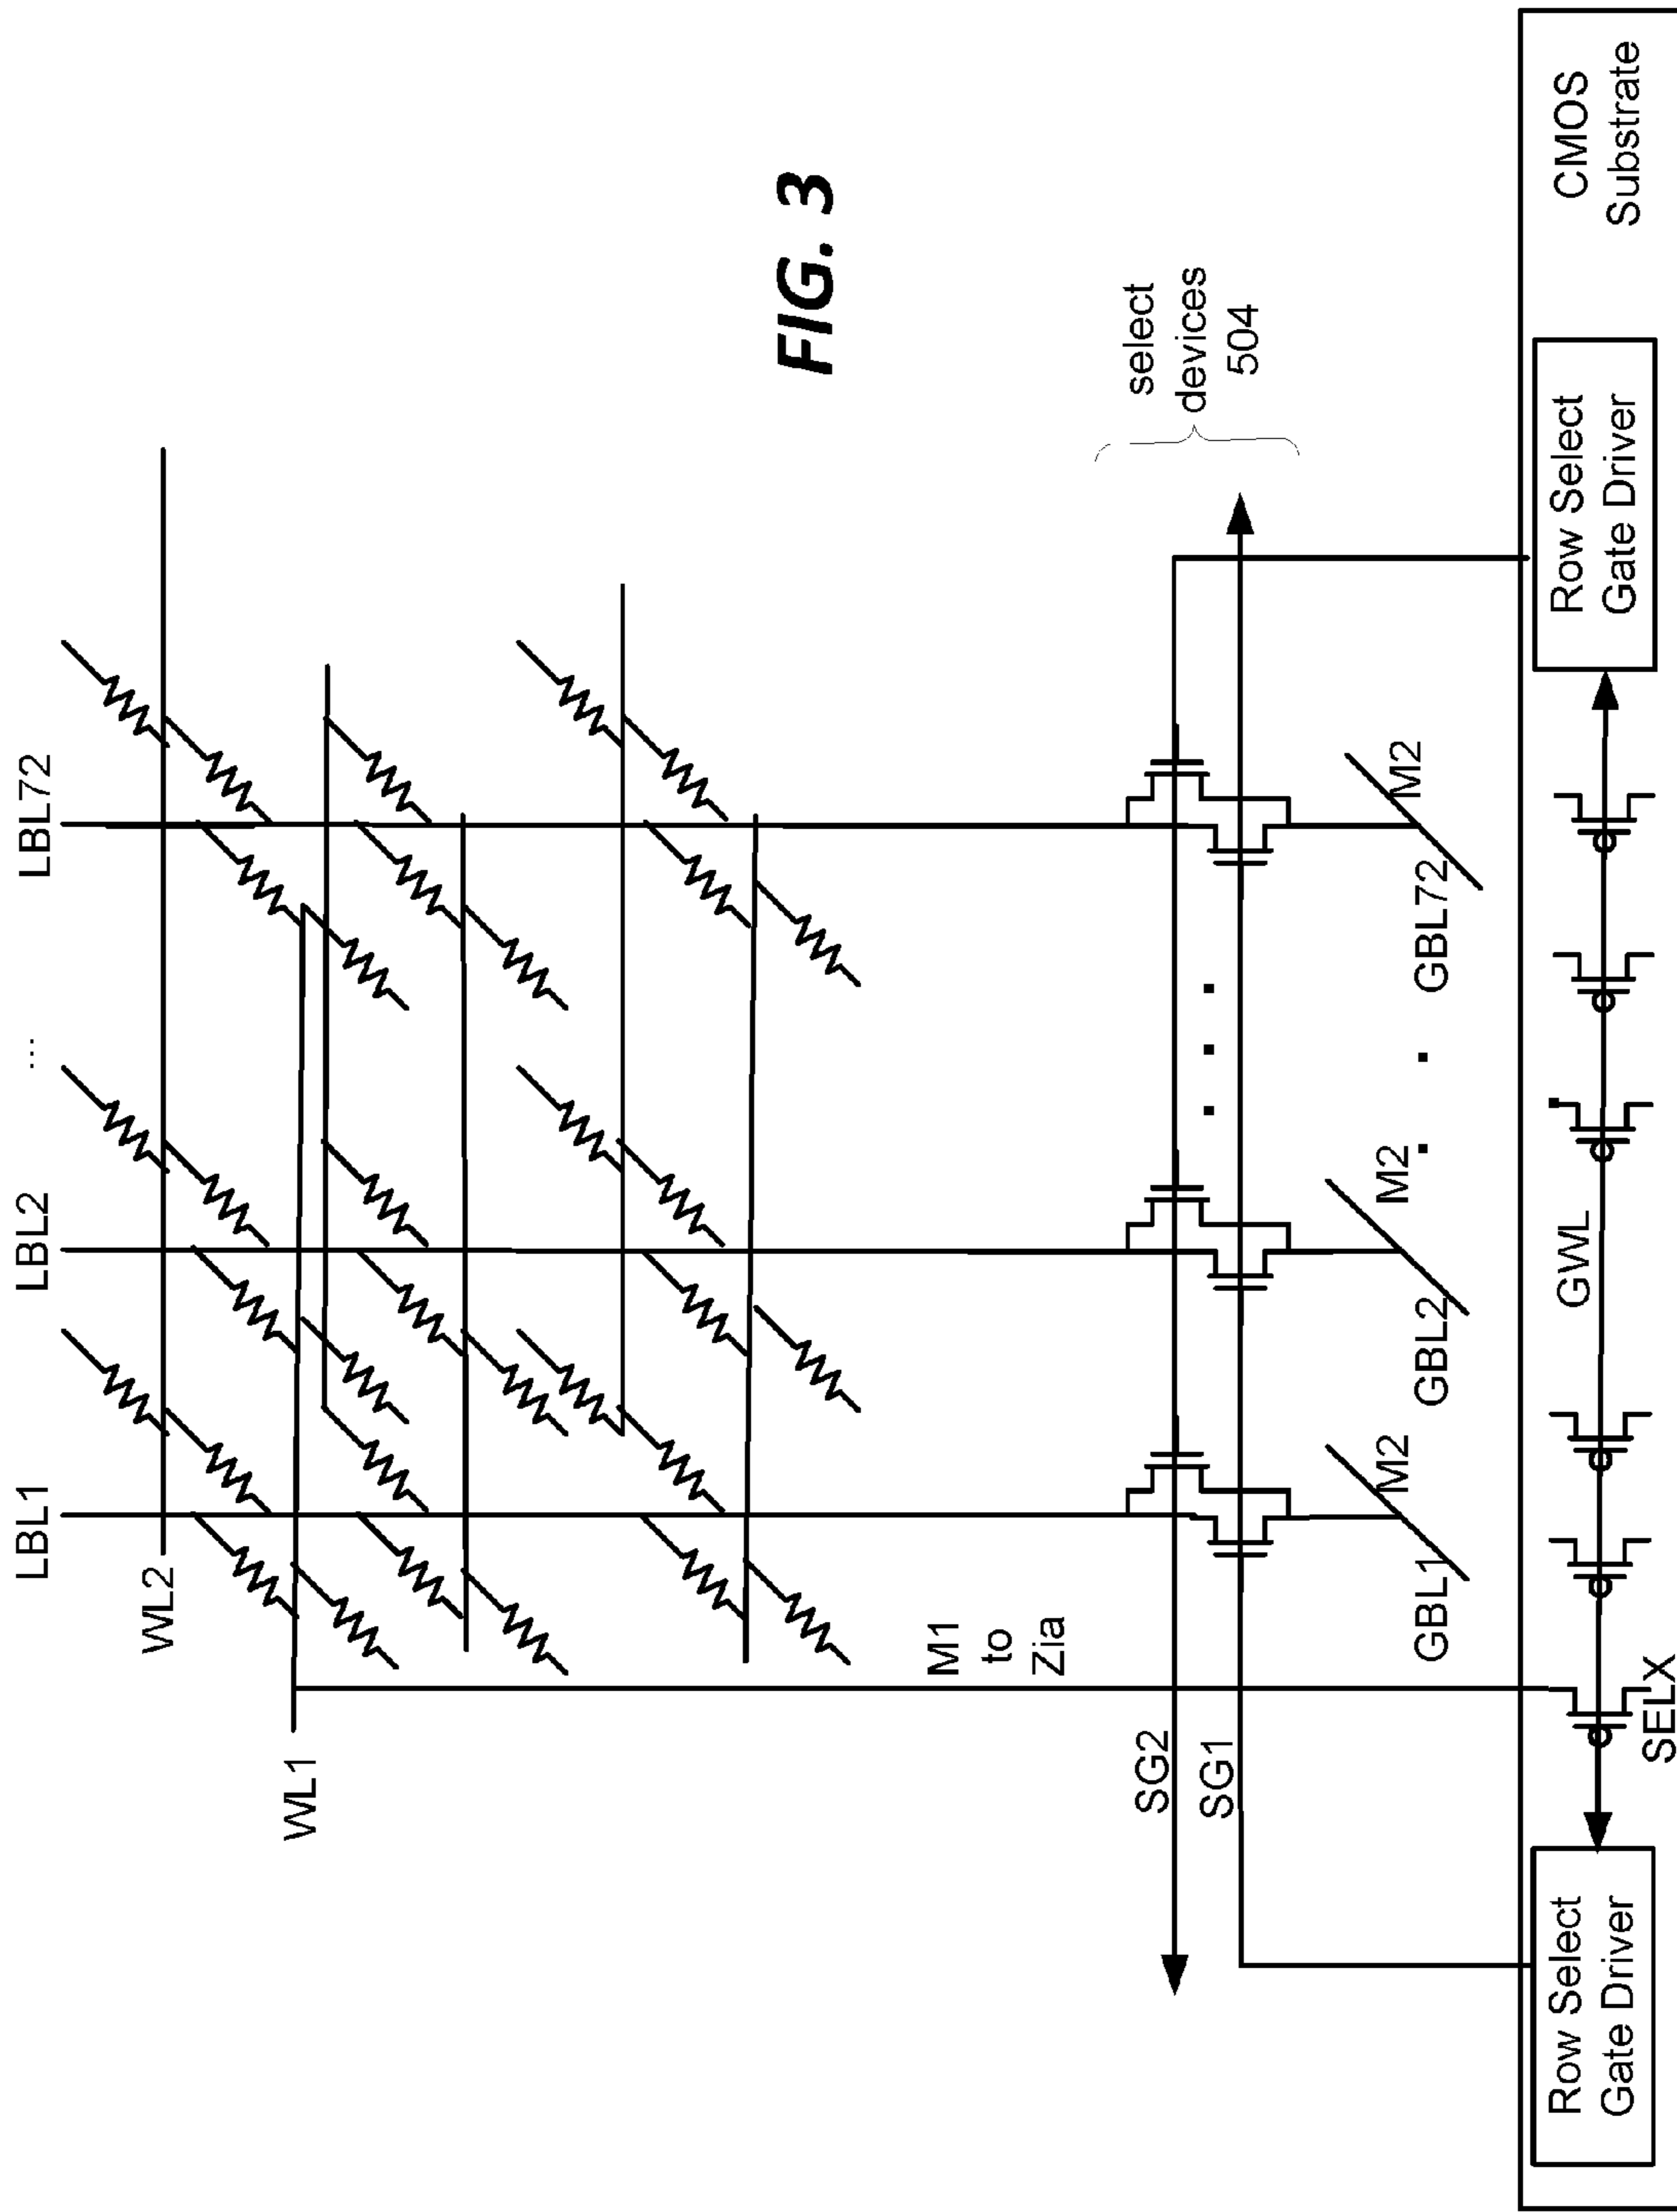 LBL1
LBL2
...
LBL72
WL2
WL1
FIG. 3
M1
to
Zia
SG2
SG1
select
devices
504
GBL1
M2
GBL2
M2
GBL72
M2
GWL
SELX
Row Select
Gate Driver
Row Select
Gate Driver
CMOS
Substrate